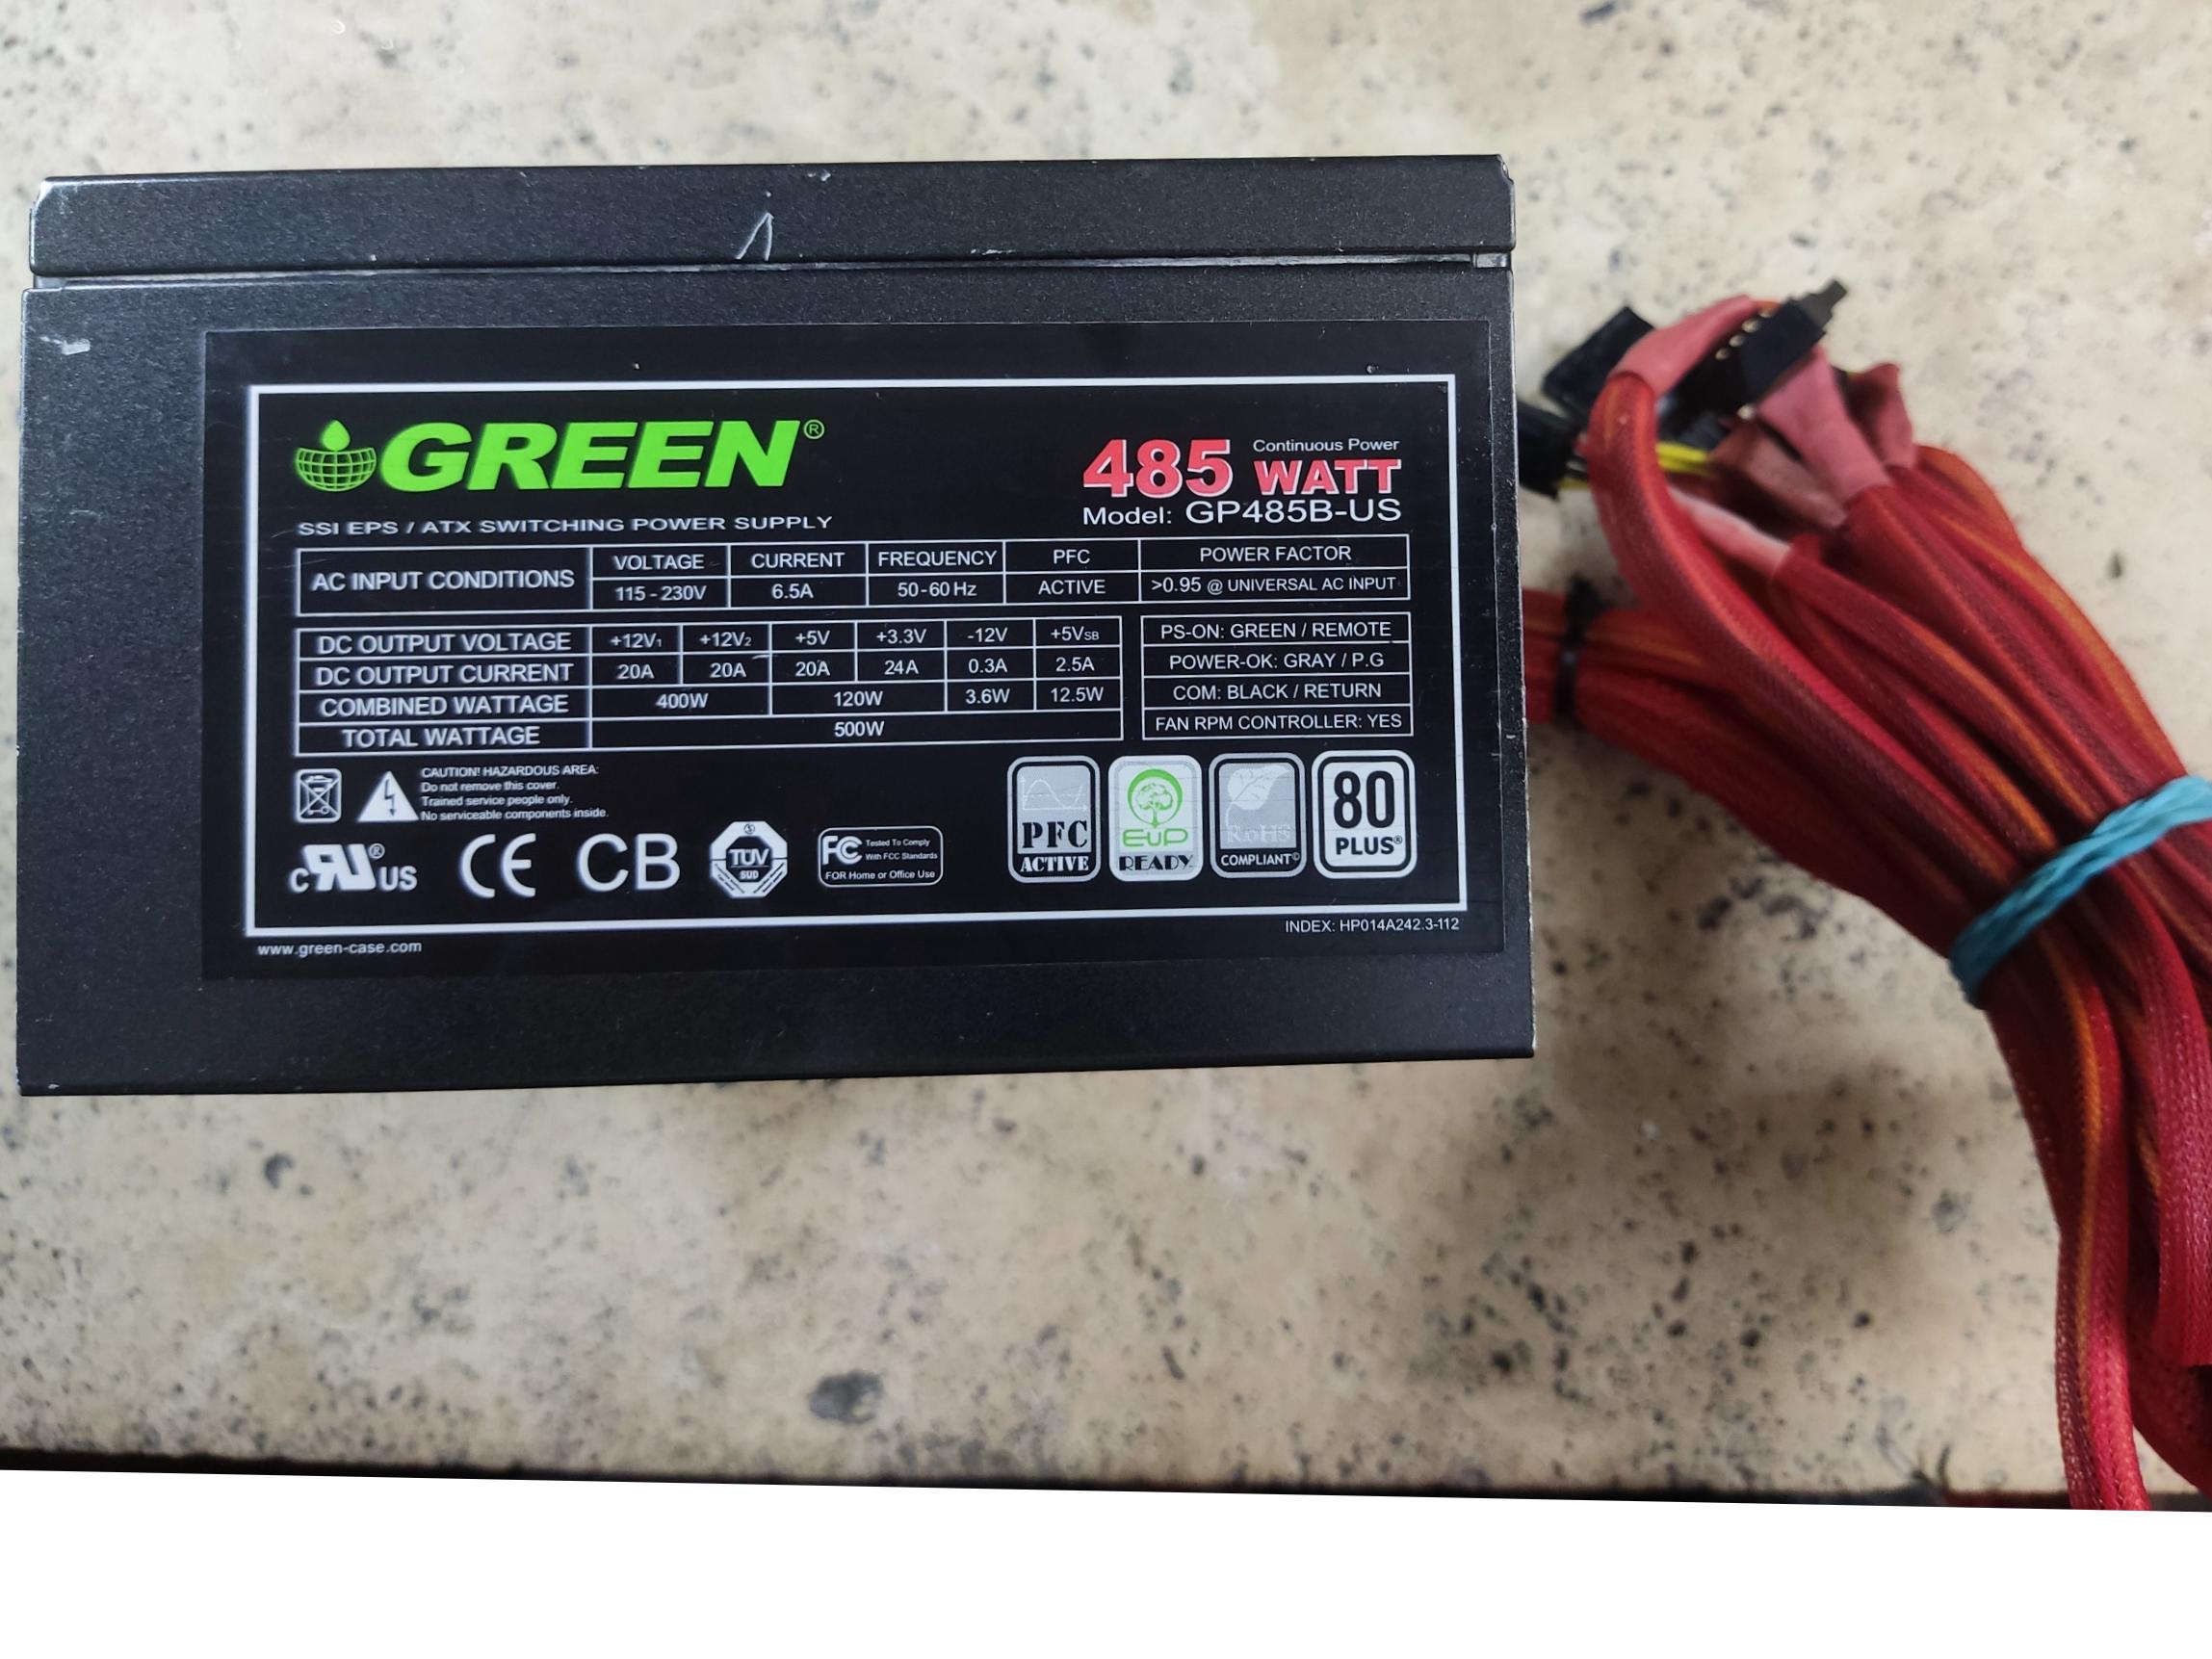 GREEN®
485 Continuous Power
WATT
Model: GP485B-US
SSI EPS / ATX SWITCHING POWER SUPPLY
AC INPUT CONDITIONS VOLTAGE CURRENT FREQUENCY PFC POWER FACTOR
115 - 230V 6.5A 50-60 Hz ACTIVE >0.95 @ UNIVERSAL AC INPUT
DC OUTPUT VOLTAGE +12V1 +12V2 +5V +3.3V -12V +5VSB
DC OUTPUT CURRENT 20A 20A 20A 24A 0.3A 2.5A
COMBINED WATTAGE 400W 120W 3.6W 12.5W
TOTAL WATTAGE 500W
PS-ON: GREEN / REMOTE
POWER-OK: GRAY / P.G
COM: BLACK / RETURN
FAN RPM CONTROLLER: YES
CAUTION! HAZARDOUS AREA:
Do not remove this cover.
Trained service people only.
No serviceable components inside.
PFC
ACTIVE
EuP
READY
RoHS
COMPLIANT©
80
PLUS®
c RU® US
CE
CB
TUV
SUD
FC Tested To Comply
With FCC Standards
FOR Home or Office Use
INDEX: HP014A242.3-112
www.green-case.com